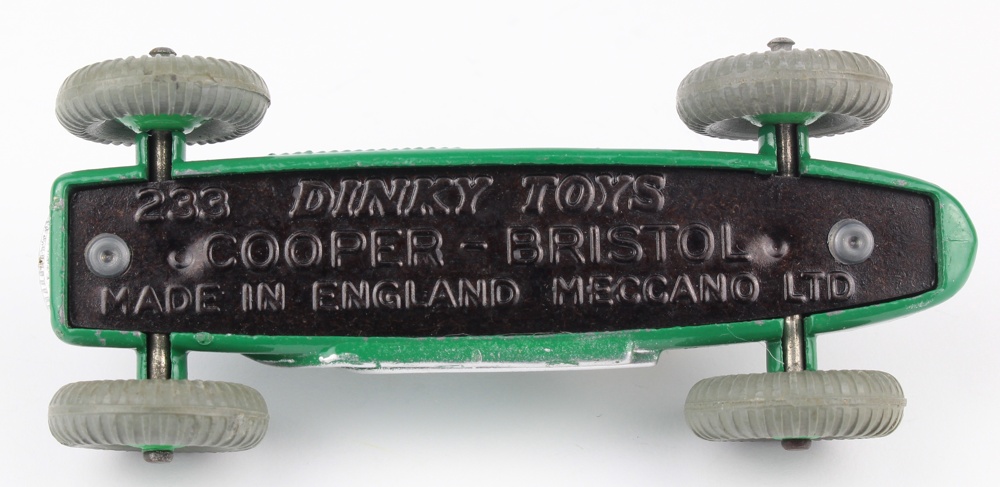 233 DINKY TOYS
COOPER - BRISTOL
MADE IN ENGLAND MECCANO LTD